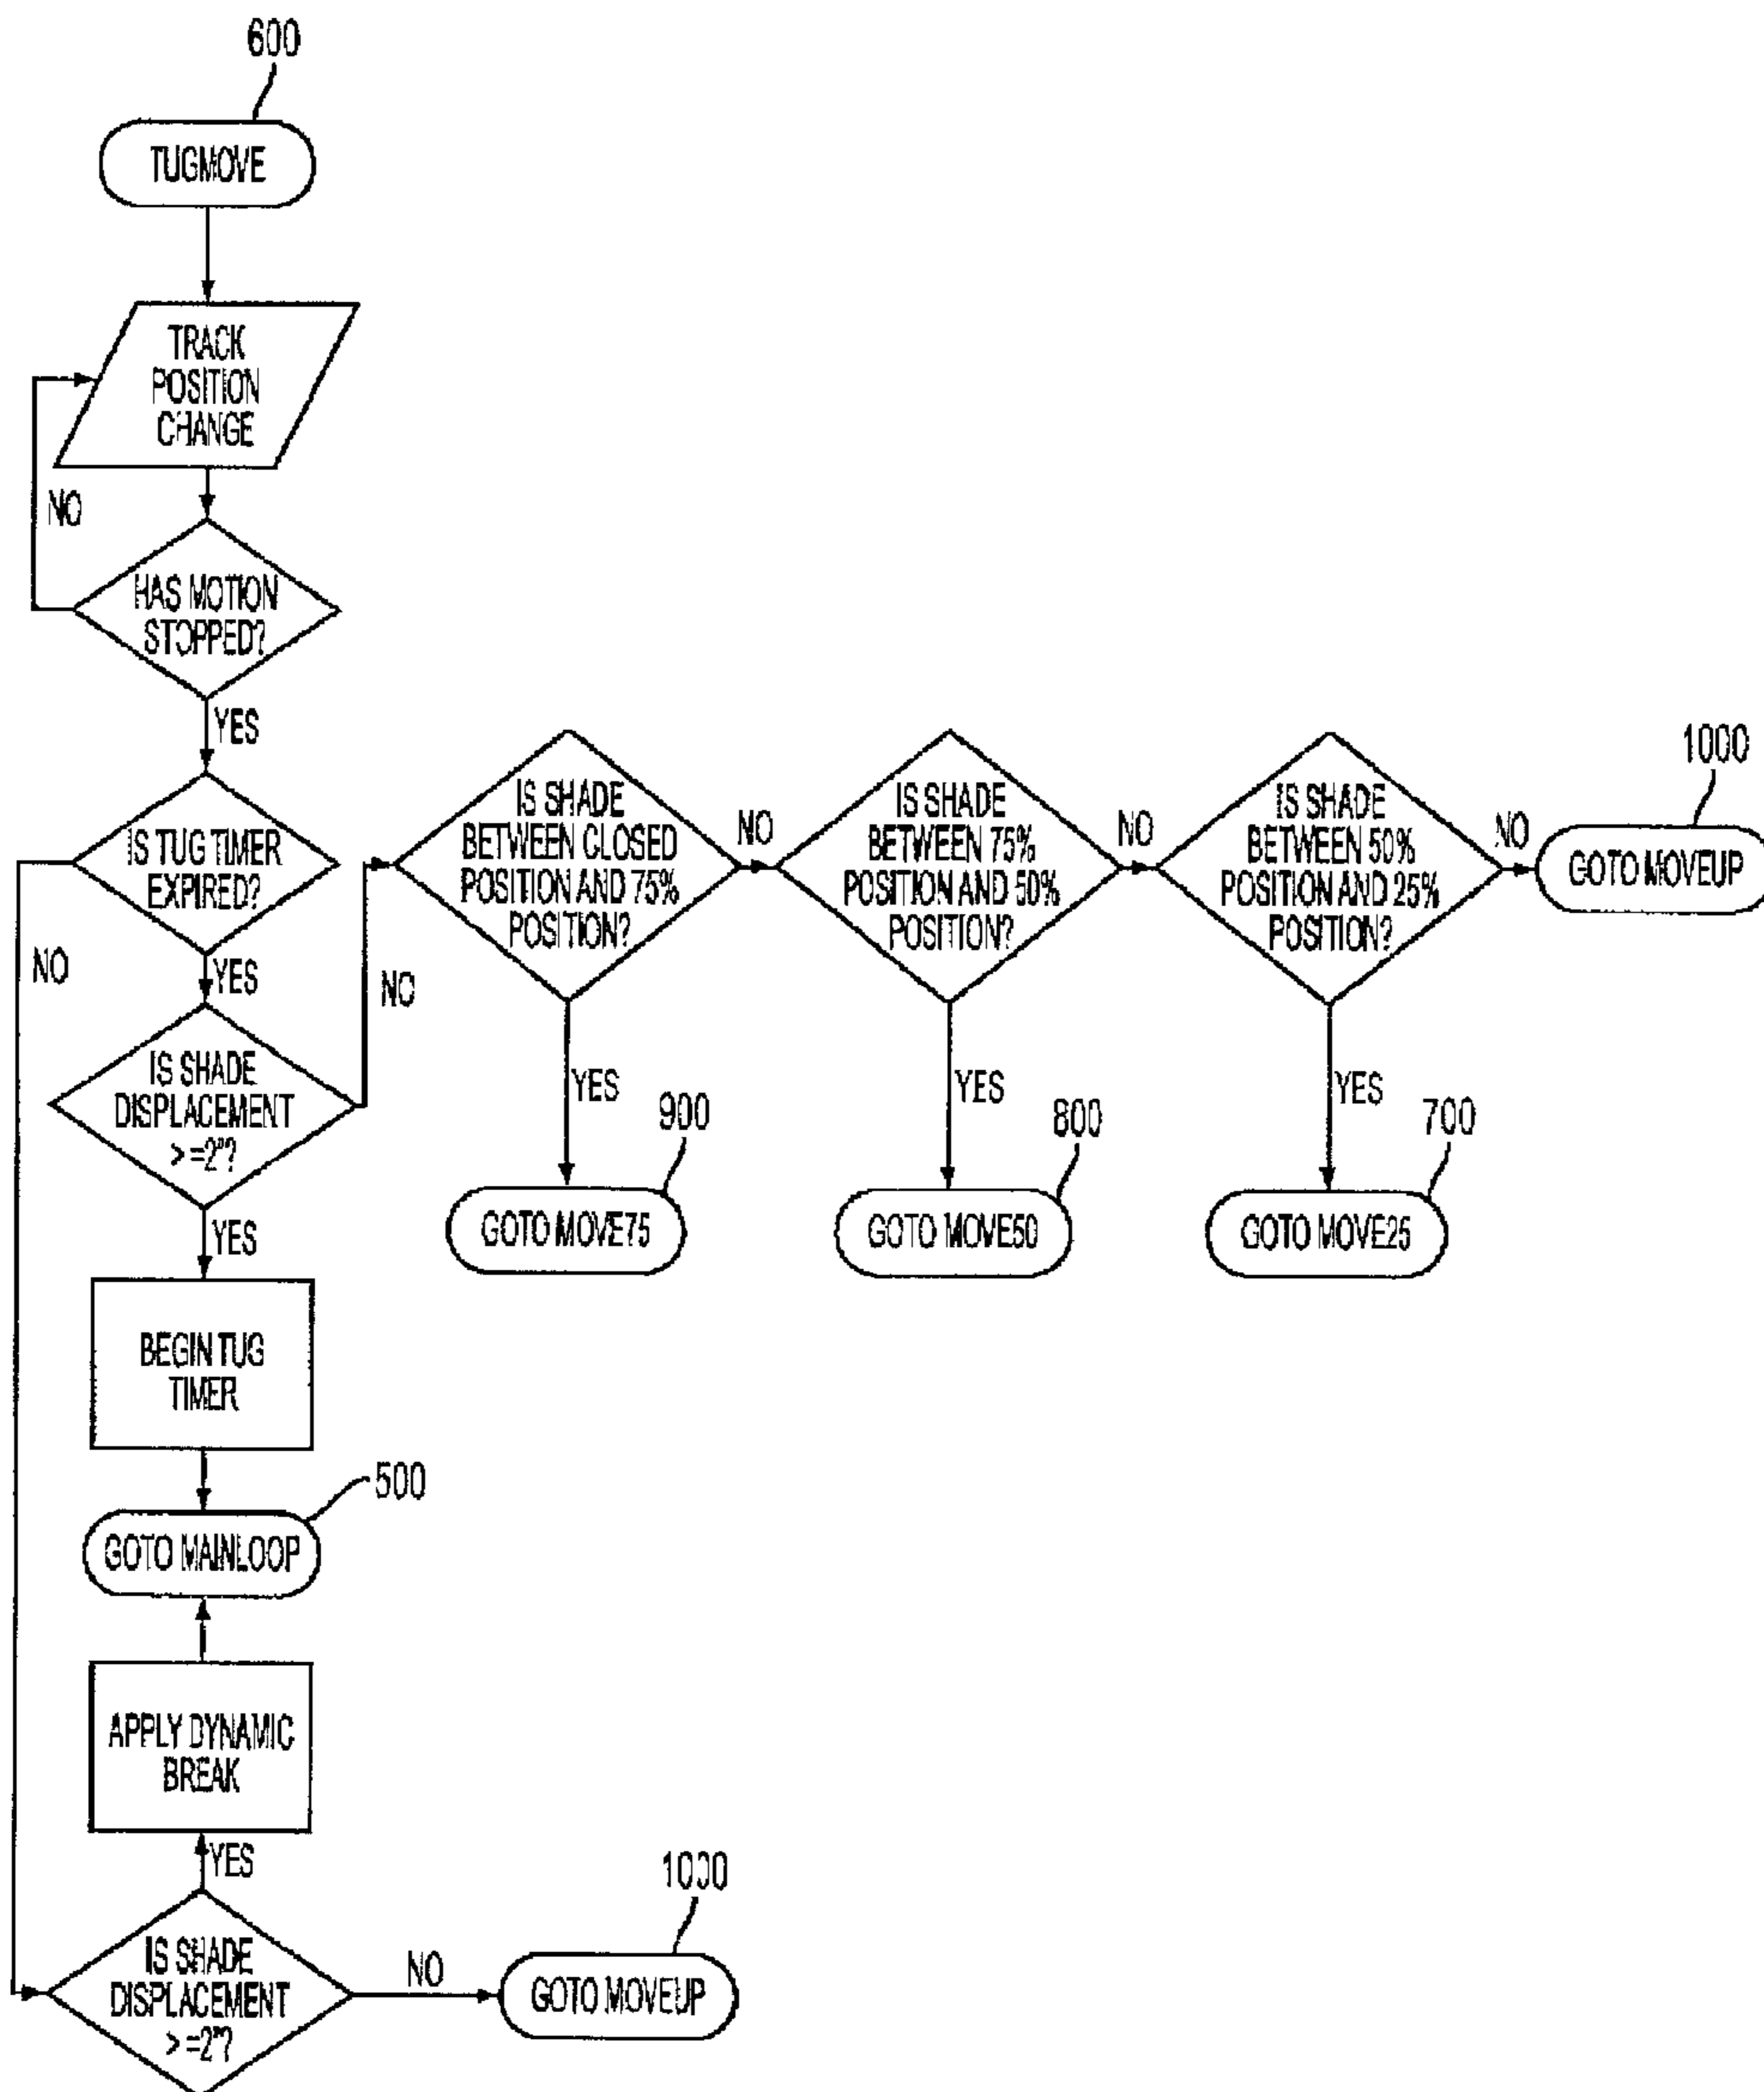 600
TUGMOVE
TRACK
POSITION
CHANGE
NO
HAS MOTION
STOPPED?
YES
IS TUG TIMER
EXPIRED?
NO
YES
IS SHADE
DISPLACEMENT
>=2"?
NO
YES
IS SHADE
BETWEEN CLOSED
POSITION AND 75%
POSITION?
NO
YES
900
GOTO MOVE75
IS SHADE
BETWEEN 75%
POSITION AND 50%
POSITION?
NO
YES
800
GOTO MOVE50
IS SHADE
BETWEEN 50%
POSITION AND 25%
POSITION?
NO
YES
700
GOTO MOVE25
1000
GOTO MOVEUP
BEGIN TUG
TIMER
500
GOTO MAINLOOP
APPLY DYNAMIC
BREAK
YES
IS SHADE
DISPLACEMENT
>=2"?
NO
1000
GOTO MOVEUP